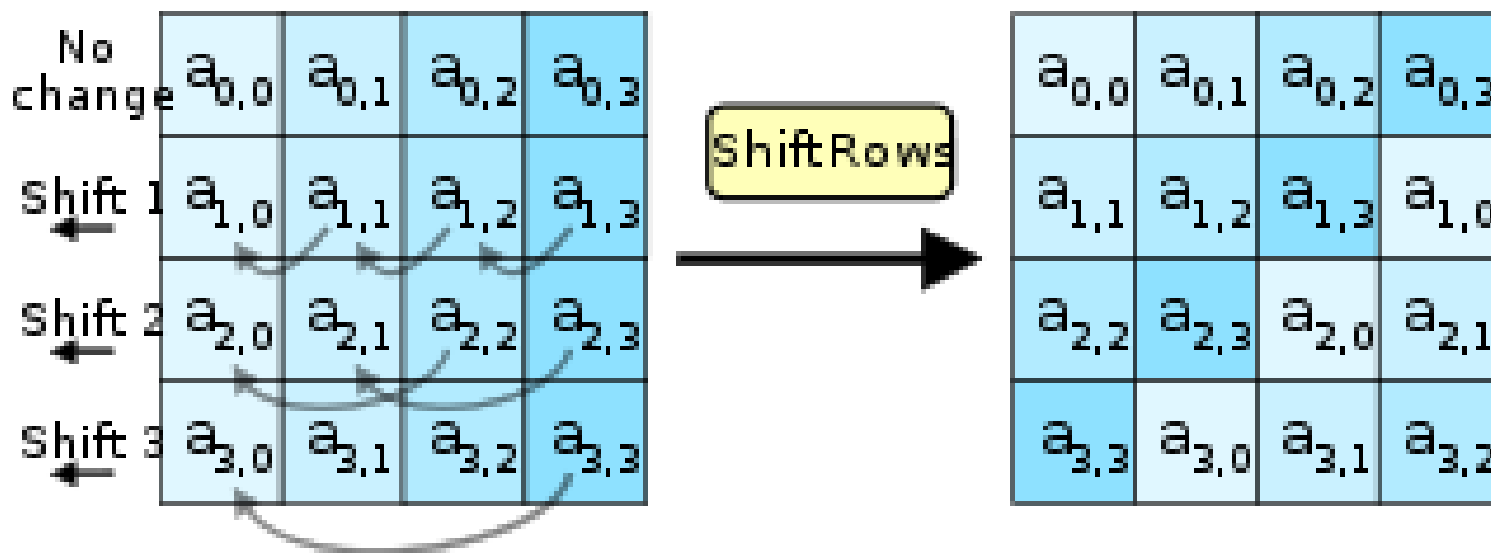 No
change
a0,0 a0,1 a0,2 a0,3
a0,0 a0,1 a0,2 a0,3
ShiftRows
Shift 1
a1,0 a1,1 a1,2 a1,3
a1,1 a1,2 a1,3 a1,0
Shift 2
a2,0 a2,1 a2,2 a2,3
a2,2 a2,3 a2,0 a2,1
Shift 3
a3,0 a3,1 a3,2 a3,3
a3,3 a3,0 a3,1 a3,2